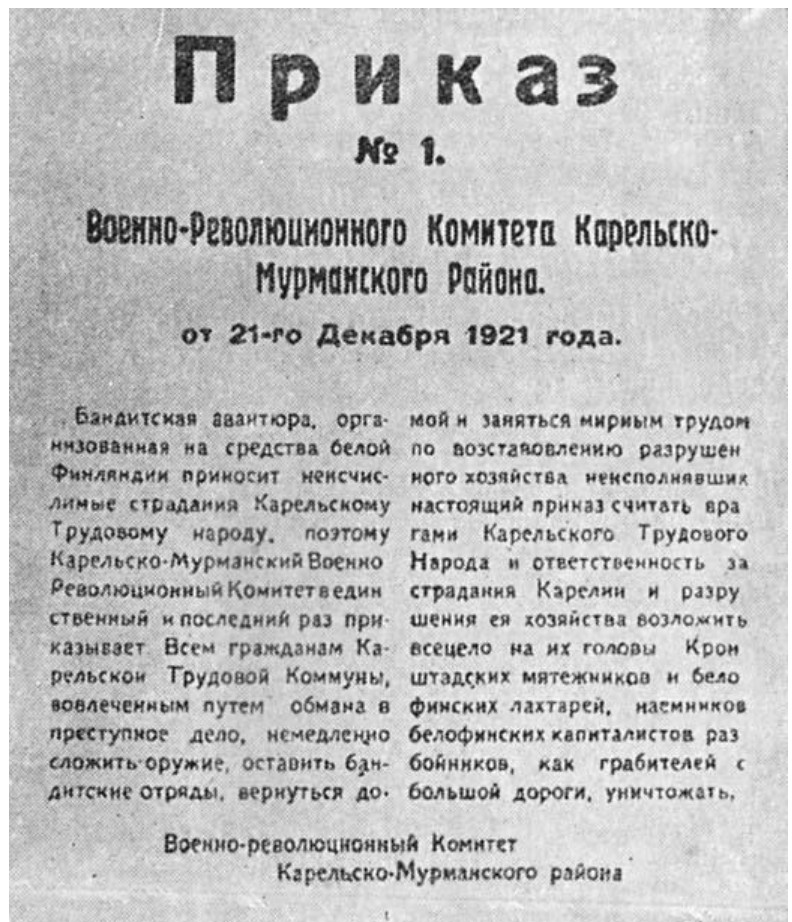 Приказ
№ 1.
Военно-Революционного Комитета Карельско-
Мурманского Района.
от 21-го Декабря 1921 года.
Бандитская авантюра, орга-
низованная на средства белой
Финляндии приносит неисчис-
лимые страдания Карельскому
Трудовому народу, поэтому
Карельско-Мурманский Военно
Революционный Комитет в един
ственный и последний раз при-
казывает Всем гражданам Ка-
рельской Трудовой Коммуны,
вовлеченным путем обмана в
преступное дело, немедленно
сложить оружие, оставить бан-
дитские отряды, вернуться до-
мой и заняться мирным трудом
по возстановлению разрушен
ного хозяйства неисполнявших
настоящий приказ считать вра
гами Карельского Трудового
Народа и ответственность за
страдания Карелии и разру
шения ея хозяйства возложить
всецело на их головы Крон
штадских мятежников и бело
финских лахтарей, наемников
белофинских капиталистов раз
бойников, как грабителей с
большой дороги, уничтожать.
Военно-революционный Комитет
Карельско-Мурманского района